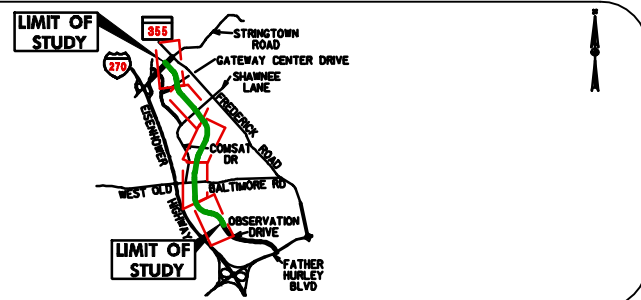 LIMIT OF
STUDY
355
STRINGTOWN
ROAD
270
GATEWAY CENTER DRIVE
SHAWNEE
LANE
EISENHOWER
HIGHWAY
FREDERICK ROAD
COMSAT
DR
WEST OLD BALTIMORE RD
OBSERVATION
DRIVE
LIMIT OF
STUDY
FATHER
HURLEY
BLVD